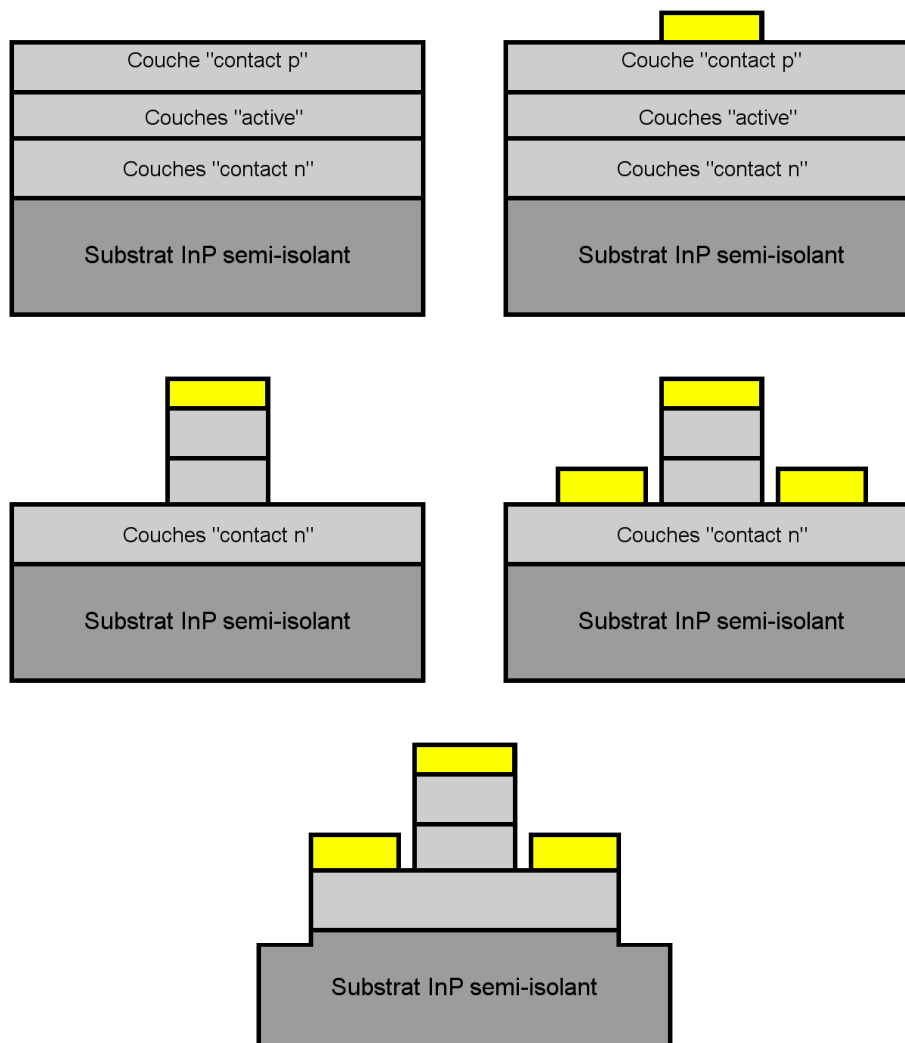 Couche "contact p"
Couches "active"
Couches "contact n"
Substrat InP semi-isolant
Couche "contact p"
Couches "active"
Couches "contact n"
Substrat InP semi-isolant
Couches "contact n"
Substrat InP semi-isolant
Couches "contact n"
Substrat InP semi-isolant
Substrat InP semi-isolant